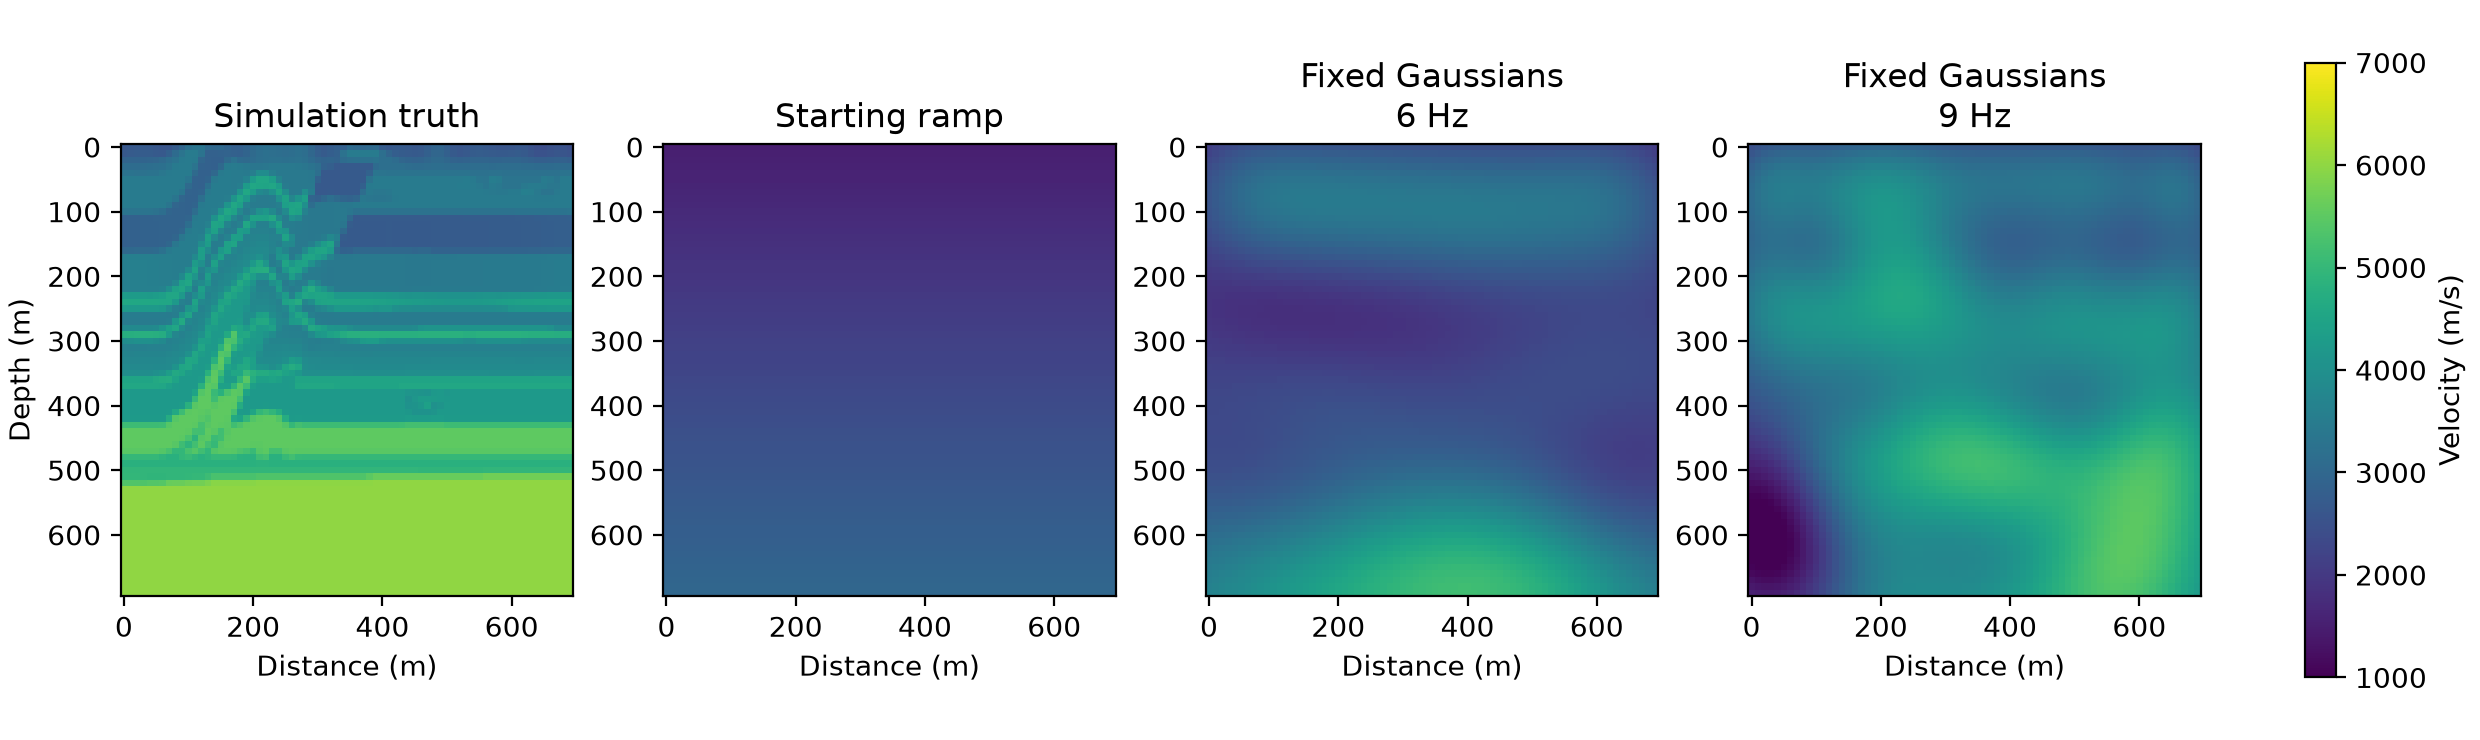 Simulation truth
Starting ramp
Fixed Gaussians
6 Hz
Fixed Gaussians
9 Hz
Depth (m)
0
100
200
300
400
500
600
0 200 400 600
Distance (m)
0
100
200
300
400
500
600
0 200 400 600
Distance (m)
0
100
200
300
400
500
600
0 200 400 600
Distance (m)
0
100
200
300
400
500
600
0 200 400 600
Distance (m)
7000
6000
5000
4000
3000
2000
1000
Velocity (m/s)